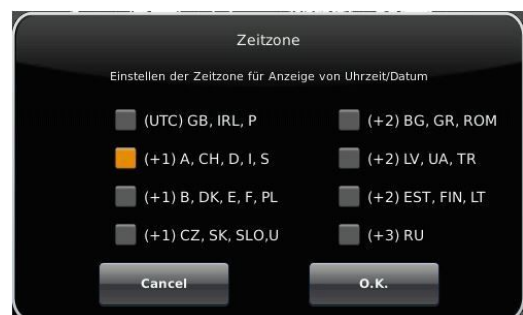 Zeitzone
Einstellen der Zeitzone für Anzeige von Uhrzeit/Datum
(UTC) GB, IRL, P
(+2) BG, GR, ROM
(+1) A, CH, D, I, S
(+2) LV, UA, TR
(+1) B, DK, E, F, PL
(+2) EST, FIN, LT
(+1) CZ, SK, SLO,U
(+3) RU
Cancel
O.K.